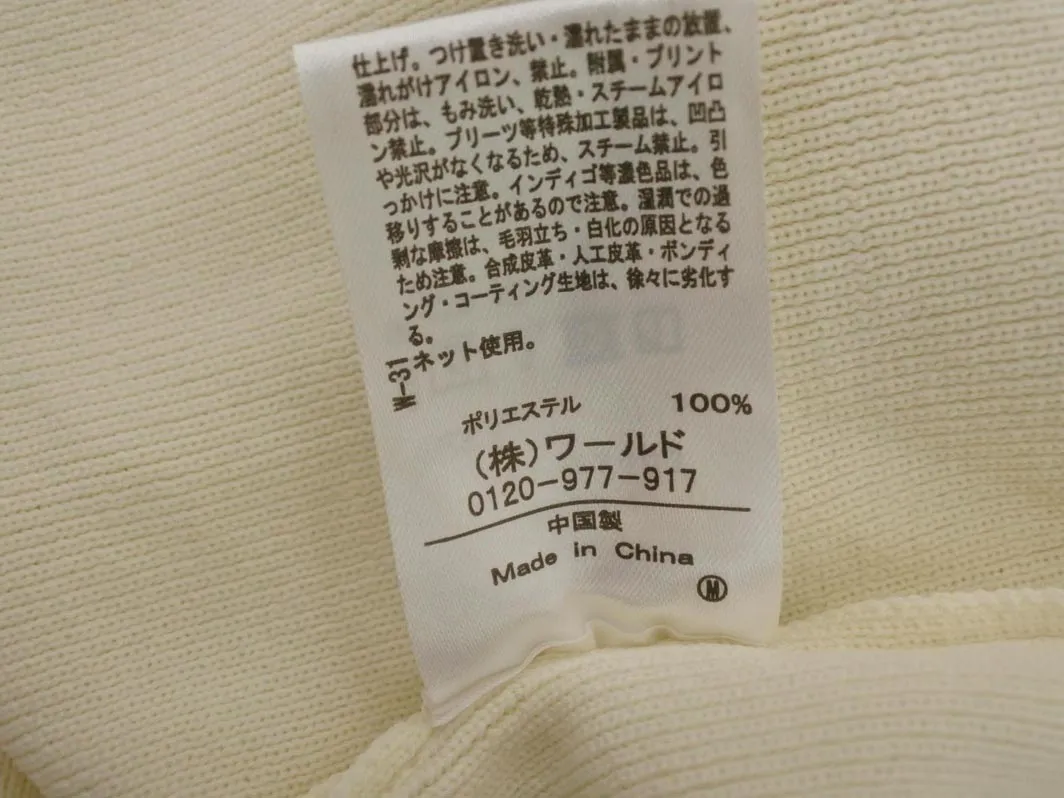 仕上げ。つけ置き洗い・濡れたままの放置、
濡れがけアイロン、禁止。附属・プリント
部分は、もみ洗い、乾熱・スチームアイロ
ン禁止。プリーツ等特殊加工製品は、凹凸
や光沢がなくなるため、スチーム禁止。引
っかけに注意。インディゴ等濃色品は、色
移りすることがあるので注意。湿潤での過
剰な摩擦は、毛羽立ち・白化の原因となる
ため注意。合成皮革・人工皮革・ボンディ
ング・コーティング生地は、徐々に劣化す
る。
ネット使用。
W-31
ポリエステル 100%
(株)ワールド
0120-977-917
中国製
Made in China
M